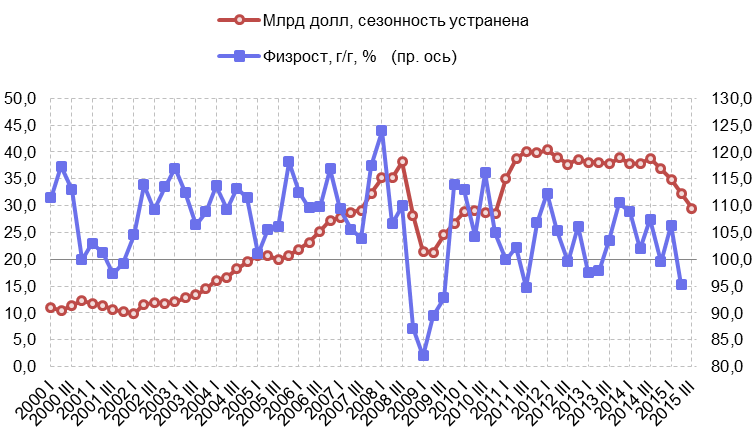 Млрд долл, сезонность устранена
Физрост, г/г, % (пр. ось)
50,0 130,0
45,0 125,0
40,0 120,0
35,0 115,0
30,0 110,0
25,0 105,0
20,0 100,0
15,0 95,0
10,0 90,0
5,0 85,0
0,0 80,0
2000 I
2000 III
2001 I
2001 III
2002 I
2002 III
2003 I
2003 III
2004 I
2004 III
2005 I
2005 III
2006 I
2006 III
2007 I
2007 III
2008 I
2008 III
2009 I
2009 III
2010 I
2010 III
2011 I
2011 III
2012 I
2012 III
2013 I
2013 III
2014 I
2014 III
2015 I
2015 III